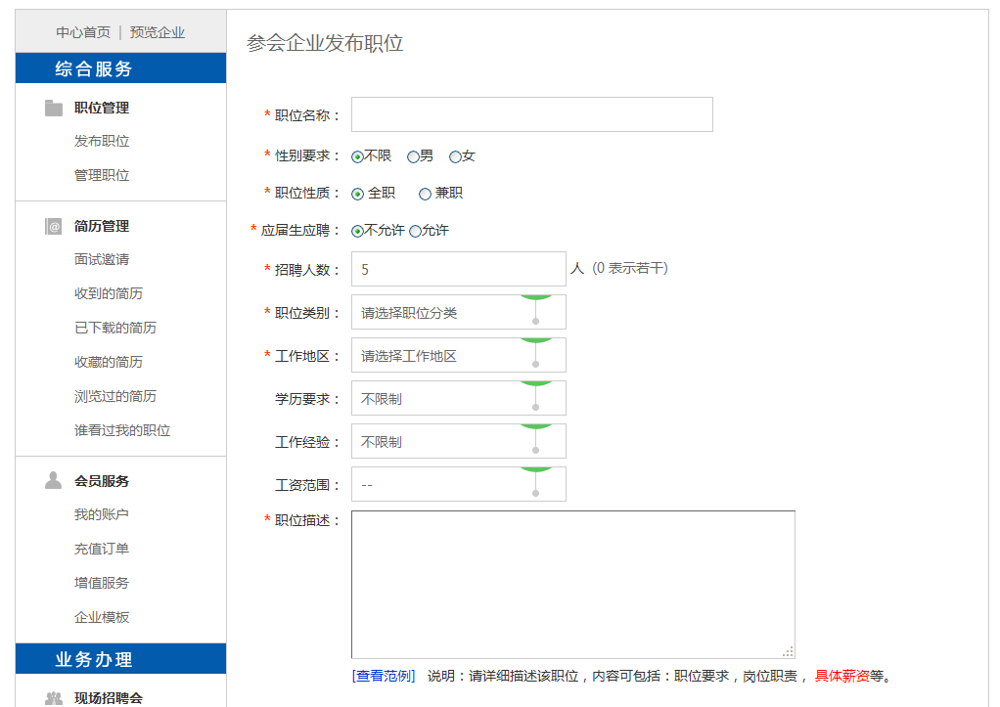 中心首页 | 预览企业
综合服务
职位管理
发布职位
管理职位
简历管理
面试邀请
收到的简历
已下载的简历
收藏的简历
浏览过的简历
谁看过我的职位
会员服务
我的账户
充值订单
增值服务
企业模板
业务办理
现场招聘会
参会企业发布职位
* 职位名称：
* 性别要求： 不限 男 女
* 职位性质： 全职 兼职
* 应届生应聘： 不允许 允许
* 招聘人数： 5 人 (0 表示若干)
* 职位类别： 请选择职位分类
* 工作地区： 请选择工作地区
学历要求： 不限制
工作经验： 不限制
工资范围： --
* 职位描述：
[查看范例] 说明：请详细描述该职位，内容可包括：职位要求，岗位职责， 具体薪资等。